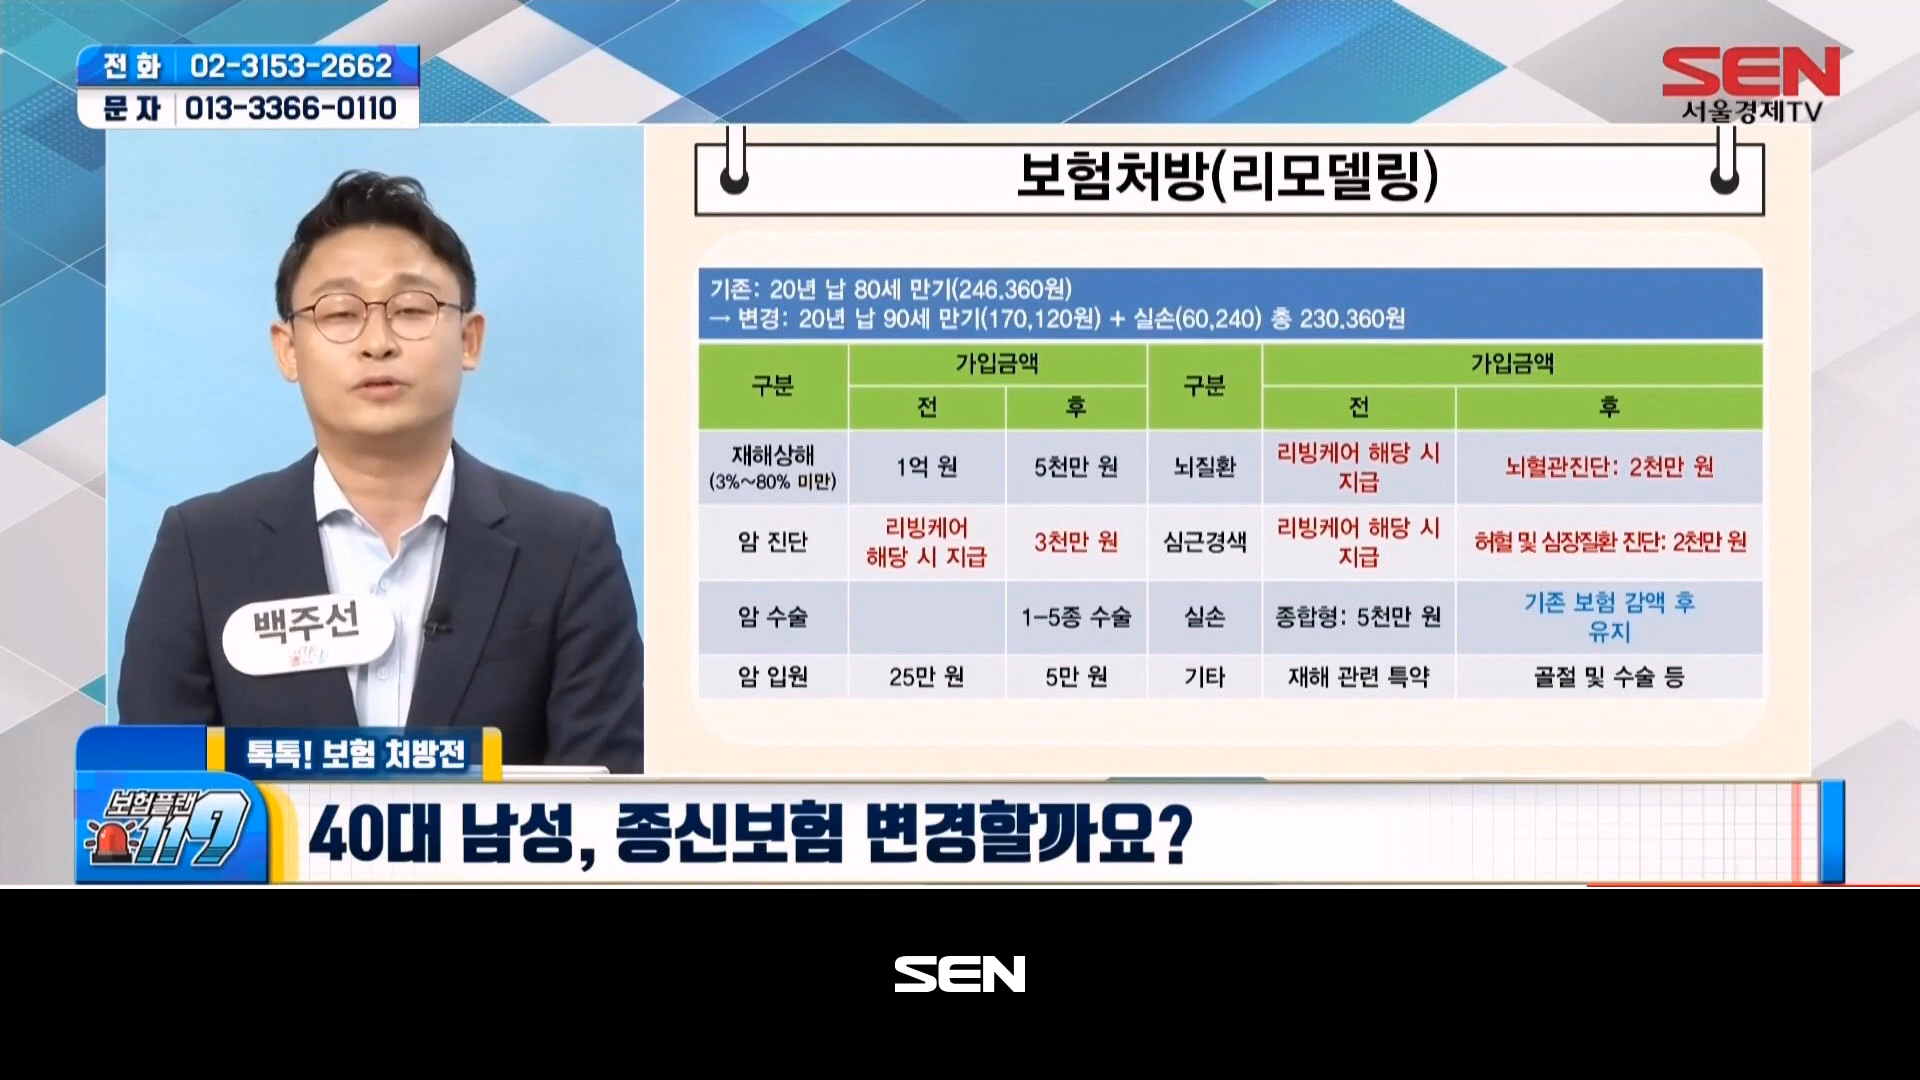 전화 02-3153-2662
문자 013-3366-0110
SEN
서울경제TV
보험처방(리모델링)
기존: 20년 납 80세 만기(246.360원)
→ 변경: 20년 납 90세 만기(170,120원) + 실손(60,240) 총 230.360원
구분 가입금액 구분 가입금액
전 후 전 후
재해상해
(3%~80% 미만)
1억 원
5천만 원
뇌질환
리빙케어 해당 시
지급
뇌혈관진단: 2천만 원
암 진단
리빙케어
해당 시 지급
3천만 원
심근경색
리빙케어 해당 시
지급
허혈 및 심장질환 진단: 2천만 원
암 수술
1-5종 수술
실손
종합형: 5천만 원
기존 보험 감액 후
유지
암 입원
25만 원
5만 원
기타
재해 관련 특약
골절 및 수술 등
백주선
톡톡! 보험 처방전
보험플랜
119
40대 남성, 종신보험 변경할까요?
SEN